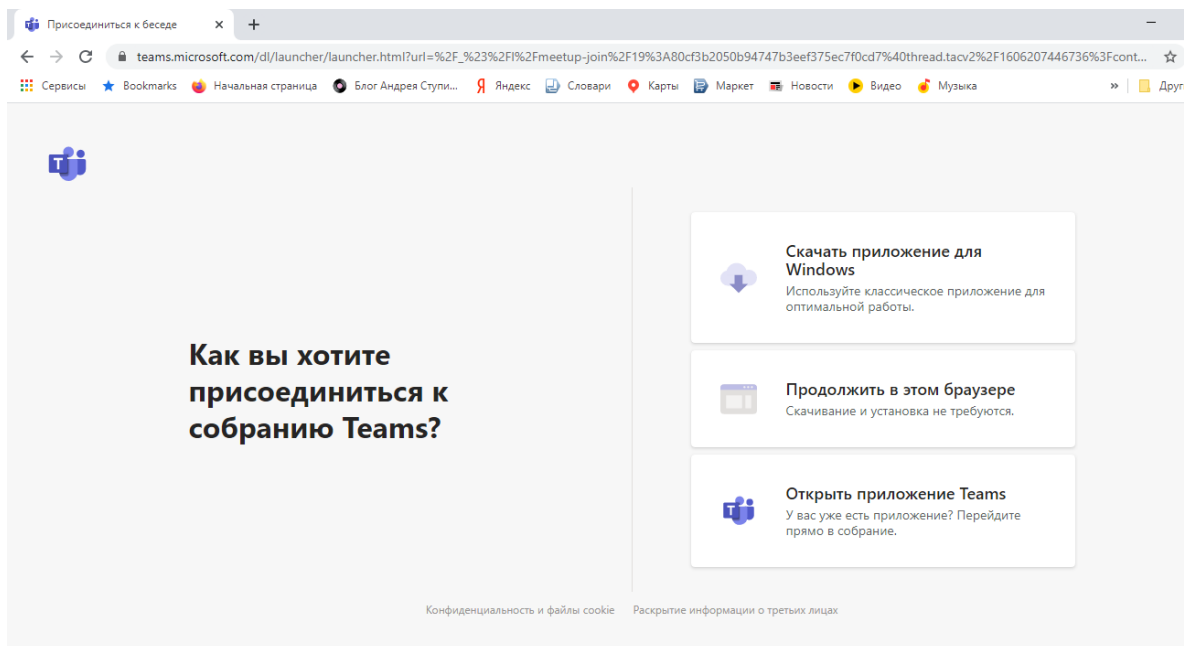 Присоединиться к беседе
teams.microsoft.com/dl/launcher/launcher.html?url=%2F_%23%2Fl%2Fmeetup-join%2F19%3A80cf3b2050b94747b3eef375ec7f0cd7%40thread.tacv2%2F1606207446736%3Fcont...
Сервисы Bookmarks Начальная страница Блог Андрея Ступи... Яндекс Словари Карты Маркет Новости Видео Музыка » Друг
Скачать приложение для
Windows
Используйте классическое приложение для
оптимальной работы.
Как вы хотите
присоединиться к
собранию Teams?
Продолжить в этом браузере
Скачивание и установка не требуются.
Открыть приложение Teams
У вас уже есть приложение? Перейдите
прямо в собрание.
Конфиденциальность и файлы cookie Раскрытие информации о третьих лицах